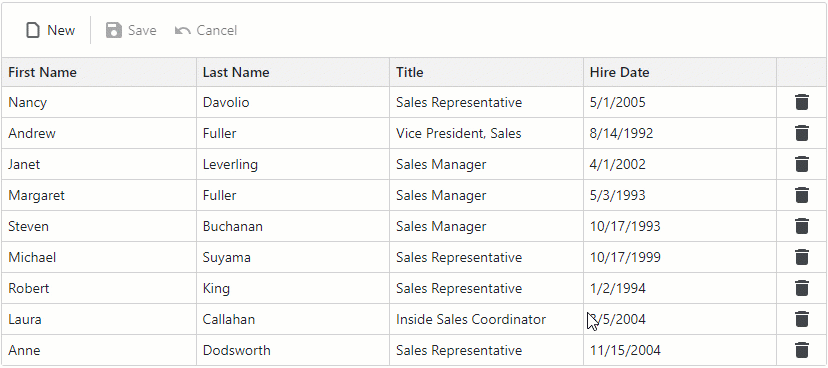 New Save Cancel
First Name Last Name Title Hire Date
Nancy Davolio Sales Representative 5/1/2005
Andrew Fuller Vice President, Sales 8/14/1992
Janet Leverling Sales Manager 4/1/2002
Margaret Fuller Sales Manager 5/3/1993
Steven Buchanan Sales Manager 10/17/1993
Michael Suyama Sales Representative 10/17/1999
Robert King Sales Representative 1/2/1994
Laura Callahan Inside Sales Coordinator
Anne Dodsworth Sales Representative 11/15/2004